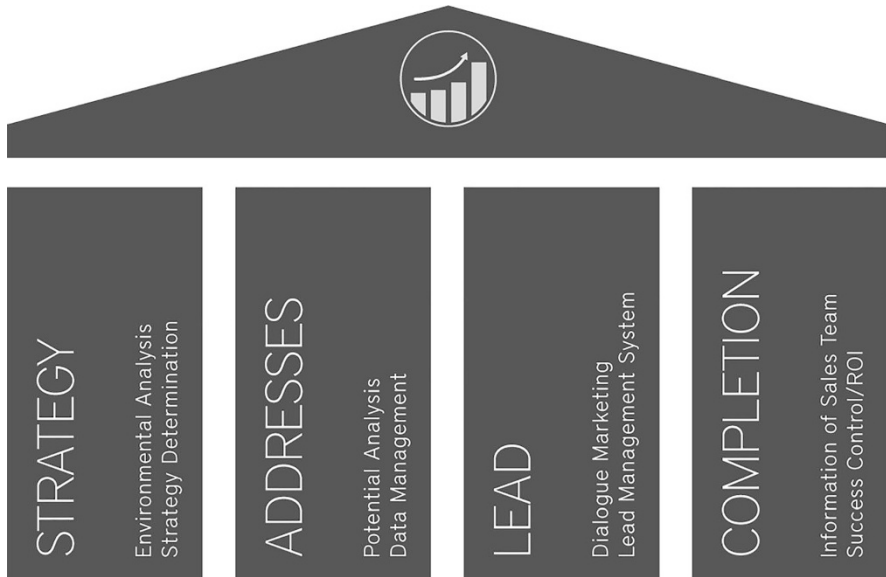 STRATEGY
Environmental Analysis
Strategy Determination
ADDRESSES
Potential Analysis
Data Management
LEAD
Dialogue Marketing
Lead Management System
COMPLETION
Information of Sales Team
Success Control/ROI